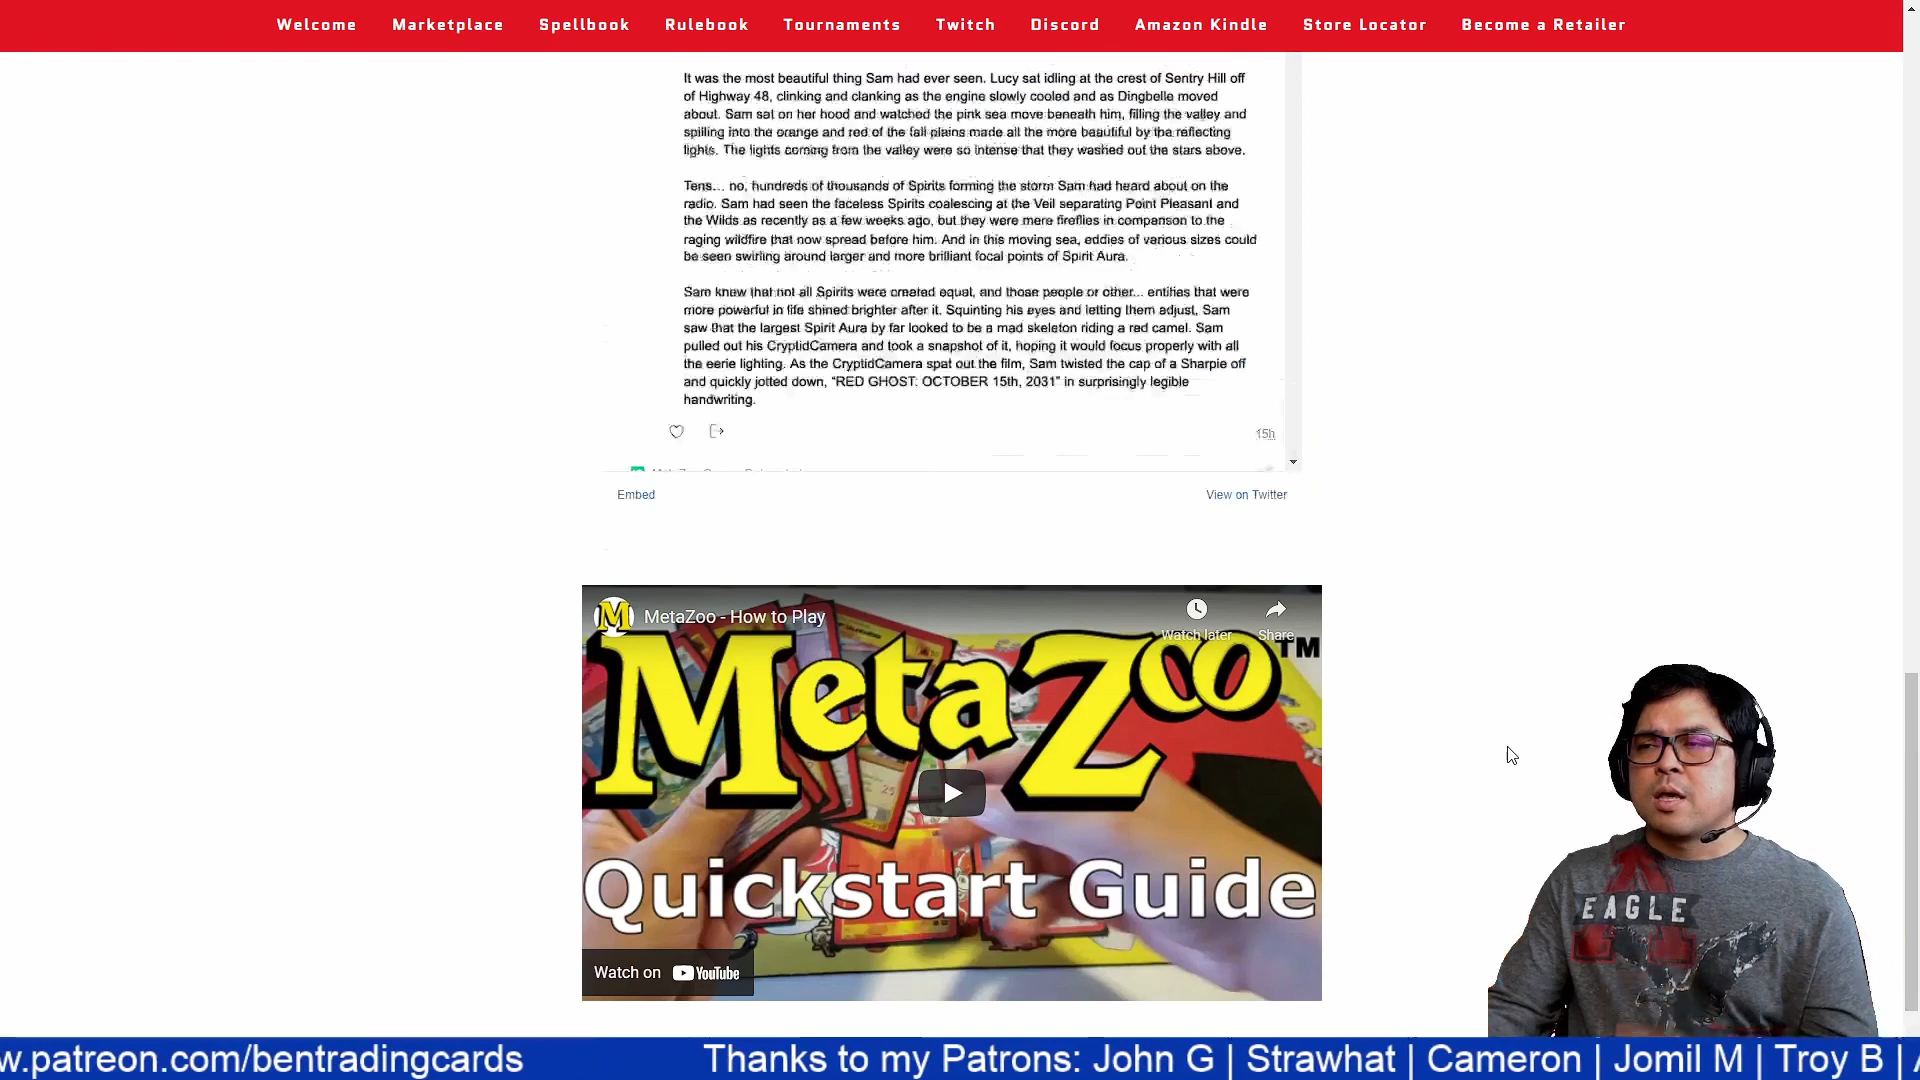 Welcome Marketplace Spellbook Rulebook Tournaments Twitch Discord Amazon Kindle Store Locator Become a Retailer
It was the most beautiful thing Sam had ever seen. Lucy sat idling at the crest of Sentry Hill off
of Highway 48, clinking and clanking as the engine slowly cooled and as Dingbelle moved
about. Sam sat on her hood and watched the pink sea move beneath him, filling the valley and
spilling into the orange and red of the fall plains made all the more beautiful by the reflecting
lights. The lights coming from the valley were so intense that they washed out the stars above.
Tens... no, hundreds of thousands of Spirits forming the storm Sam had heard about on the
radio. Sam had seen the faceless Spirits coalescing at the Veil separating Point Pleasant and
the Wilds as recently as a few weeks ago, but they were mere fireflies in comparison to the
raging wildfire that now spread before him. And in this moving sea, eddies of various sizes could
be seen swirling around larger and more brilliant focal points of Spirit Aura.
Sam knew that not all Spirits were created equal, and those people or other... entities that were
more powerful in life shined brighter after it. Squinting his eyes and letting them adjust, Sam
saw that the largest Spirit Aura by far looked to be a mad skeleton riding a red camel. Sam
pulled out his CryptidCamera and took a snapshot of it, hoping it would focus properly with all
the eerie lighting. As the CryptidCamera spat out the film, Sam twisted the cap of a Sharpie off
and quickly jotted down, “RED GHOST: OCTOBER 15th, 2031” in surprisingly legible
handwriting.
15h
Embed View on Twitter
MetaZoo - How to Play
Watch later Share
MetaZoo™
Quickstart Guide
Watch on YouTube
EAGLE
w.patreon.com/bentradingcards Thanks to my Patrons: John G | Strawhat | Cameron | Jomil M | Troy B |